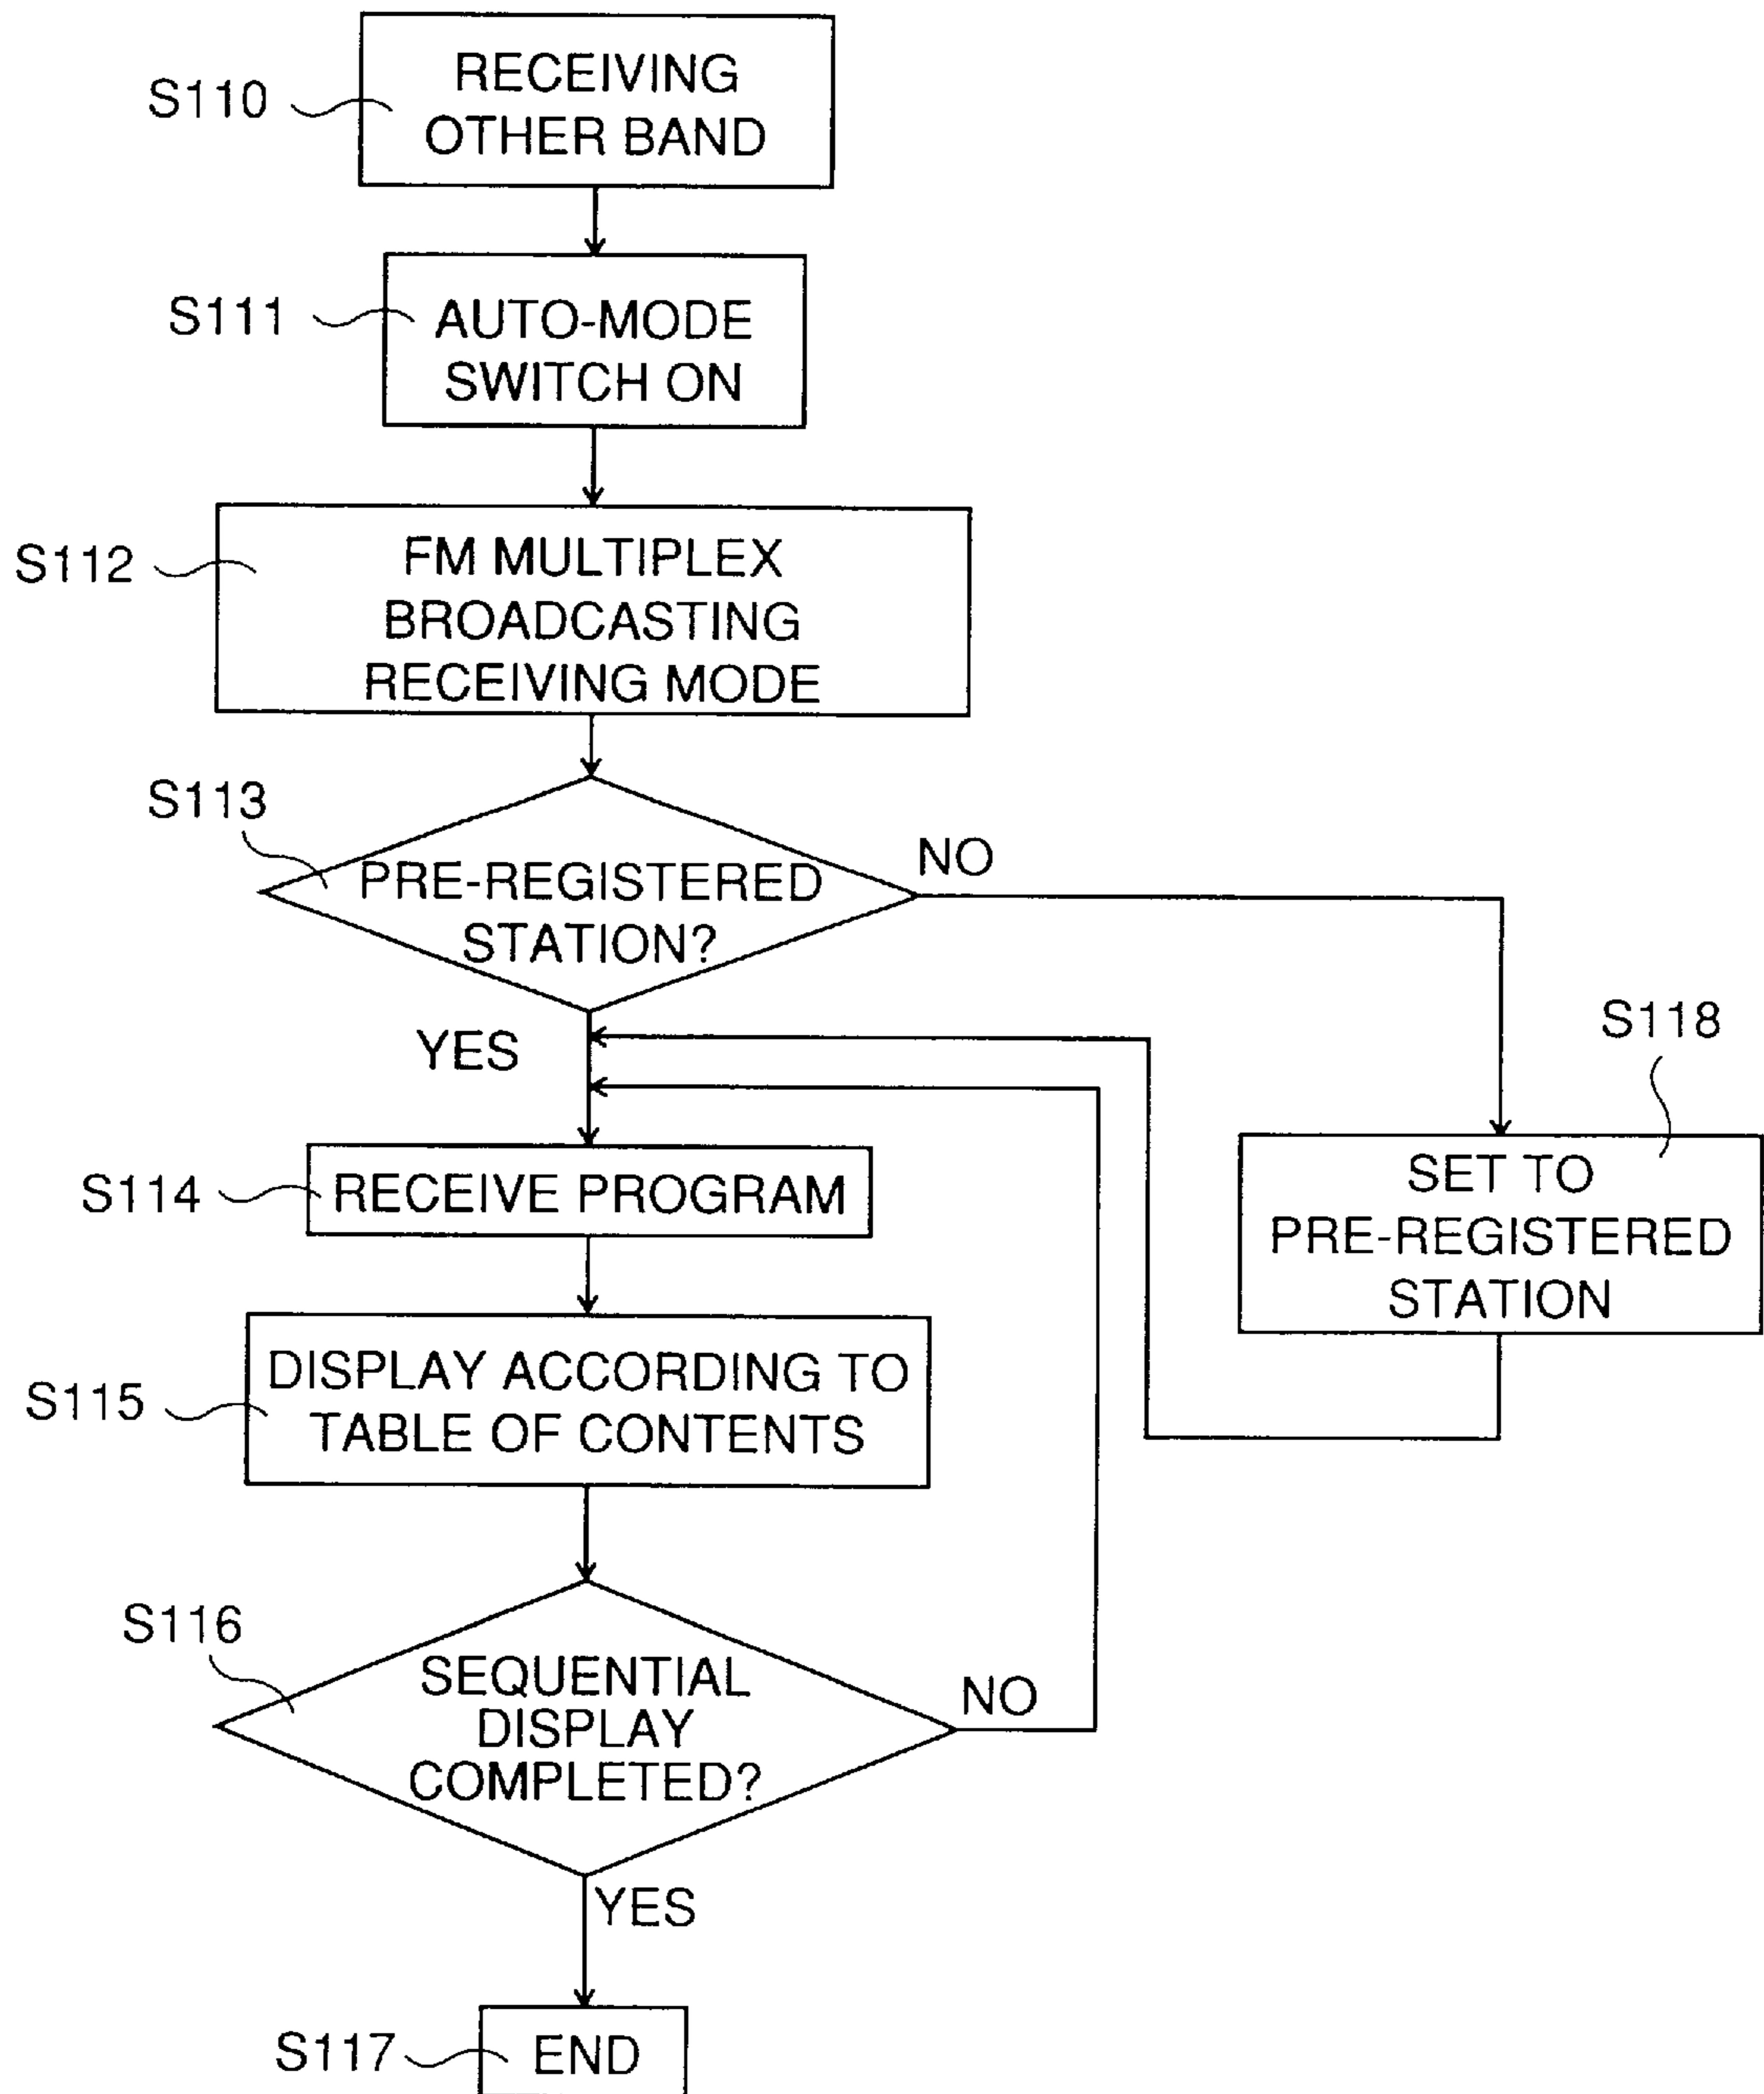 S110
RECEIVING
OTHER BAND
S111
AUTO-MODE
SWITCH ON
S112
FM MULTIPLEX
BROADCASTING
RECEIVING MODE
S113
PRE-REGISTERED
STATION?
NO
YES
S118
SET TO
PRE-REGISTERED
STATION
S114
RECEIVE PROGRAM
S115
DISPLAY ACCORDING TO
TABLE OF CONTENTS
S116
SEQUENTIAL
DISPLAY
COMPLETED?
NO
YES
S117
END